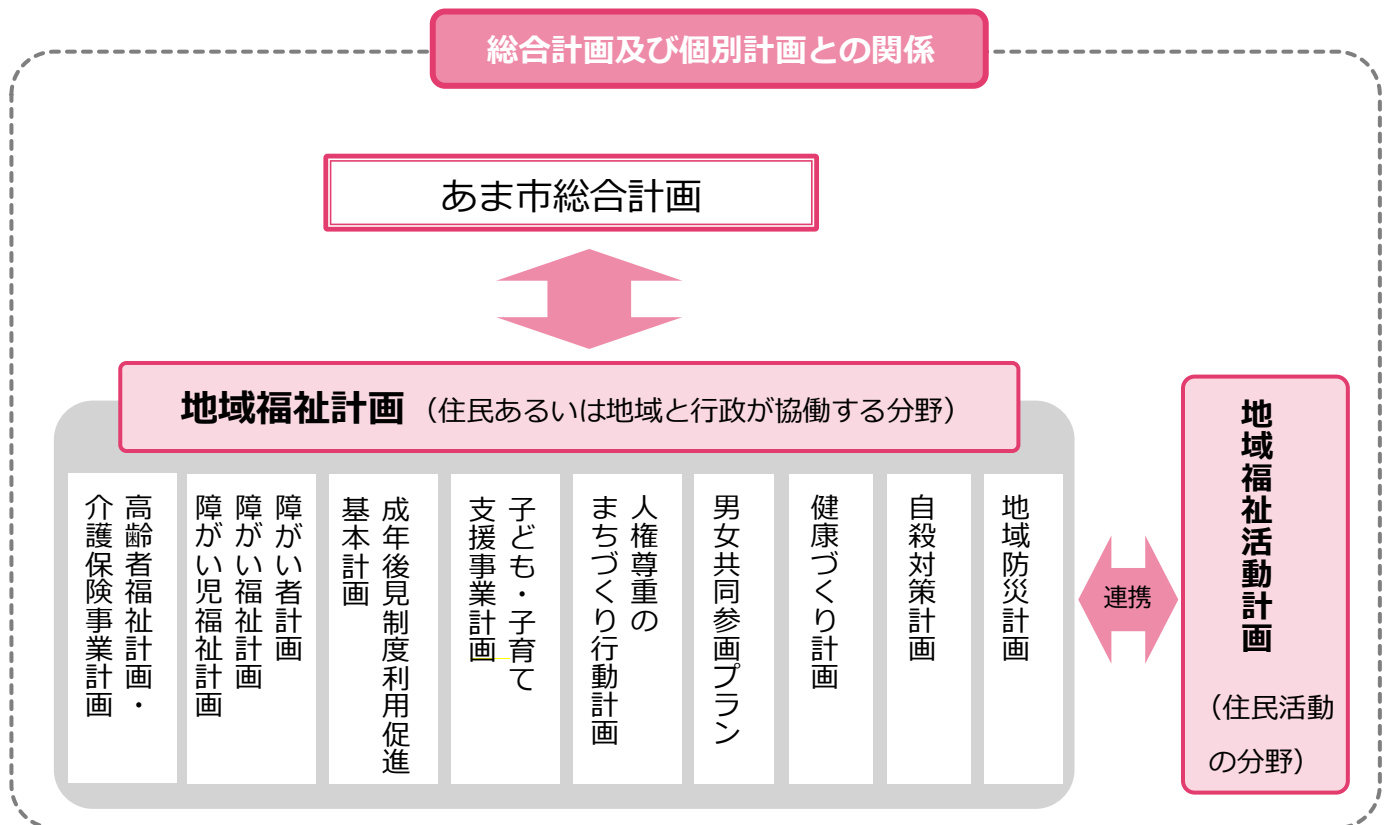 総合計画及び個別計画との関係
あま市総合計画
地域福祉計画（住民あるいは地域と行政が協働する分野）
高齢者福祉計画・
介護保険事業計画
障がい者計画
障がい福祉計画
障がい児福祉計画
成年後見制度利用促進
基本計画
子ども・子育て
支援事業計画
人権尊重の
まちづくり行動計画
男女共同参画プラン
健康づくり計画
自殺対策計画
地域防災計画
連携
地域福祉活動計画
（住民活動
の分野）